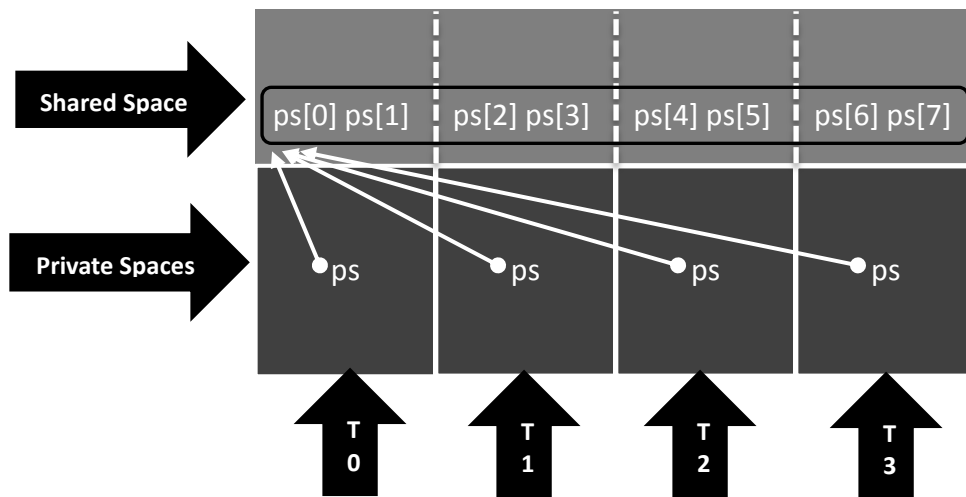 Shared Space
ps[0] ps[1] ps[2] ps[3] ps[4] ps[5] ps[6] ps[7]
Private Spaces
ps ps ps ps
T T T T
0 1 2 3